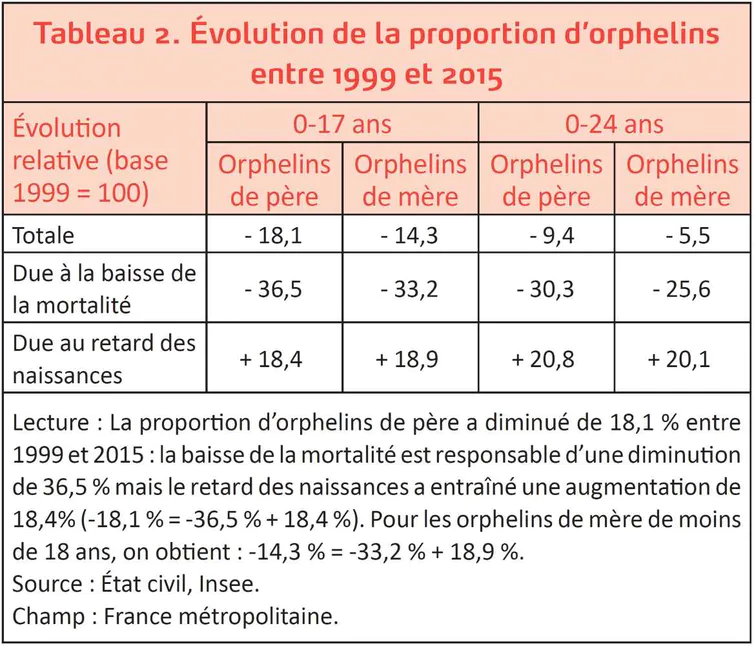 Tableau 2. Évolution de la proportion d'orphelins
entre 1999 et 2015
Évolution
relative (base
1999 = 100)
0-17 ans
0-24 ans
Orphelins
de père
Orphelins
de mère
Orphelins
de père
Orphelins
de mère
Totale - 18,1 - 14,3 - 9,4 - 5,5
Due à la baisse de
la mortalité
- 36,5 - 33,2 - 30,3 - 25,6
Due au retard des
naissances
+ 18,4 + 18,9 + 20,8 + 20,1
Lecture : La proportion d'orphelins de père a diminué de 18,1 % entre
1999 et 2015 : la baisse de la mortalité est responsable d'une diminution
de 36,5 % mais le retard des naissances a entraîné une augmentation de
18,4% (-18,1 % = -36,5 % + 18,4 %). Pour les orphelins de mère de moins
de 18 ans, on obtient : -14,3 % = -33,2 % + 18,9 %.
Source : État civil, Insee.
Champ : France métropolitaine.